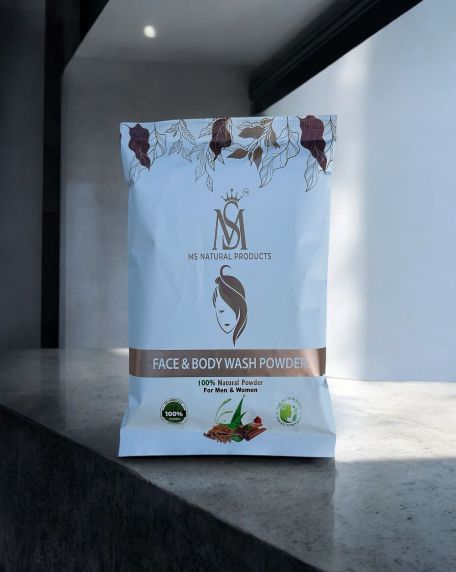 MS
MS NATURAL PRODUCTS
FACE & BODY WASH POWDER
100% Natural Powder
For Men & Women
100%